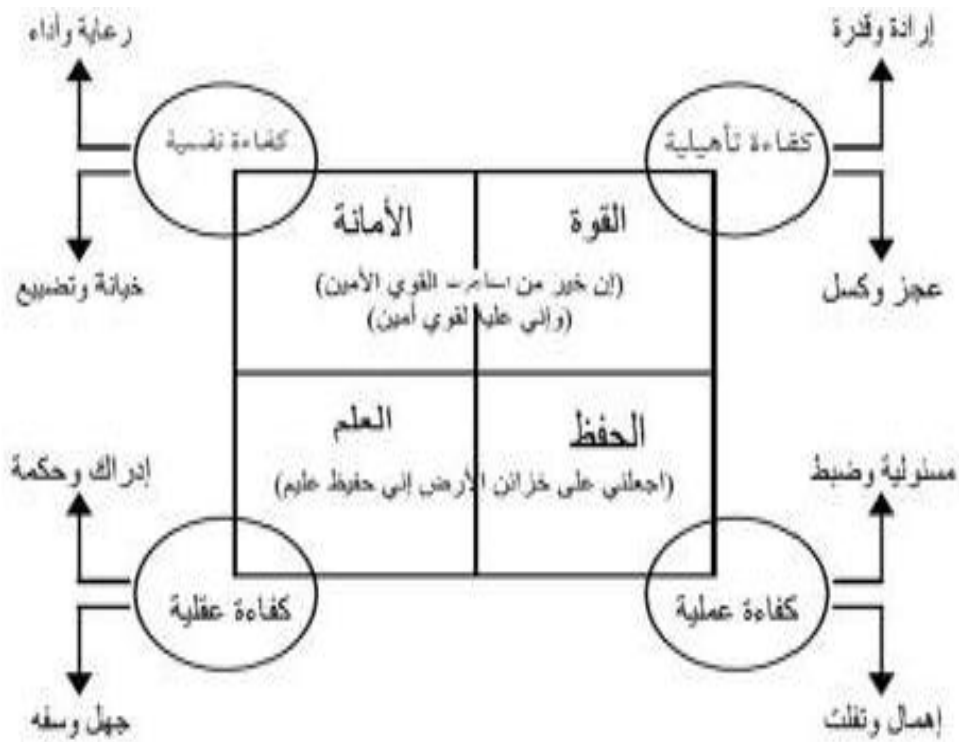 إرادة وقدرة
رعاية وأداء
كفاءة تأهيلية
كفاءة نفسية
القوة
الأمانة
عجز وكسل
خيانة وتضييع
(إن خير من القوي الأمين)
(وإني عليه لقوي أمين)
الحفظ
العلم
مسئولية وضبط
إدراك وحكمة
(اجعلني على خزائن الأرض إني حفيظ عليم)
كفاءة عملية
كفاءة عقلية
إهمال وتفلت
جهل وسفه